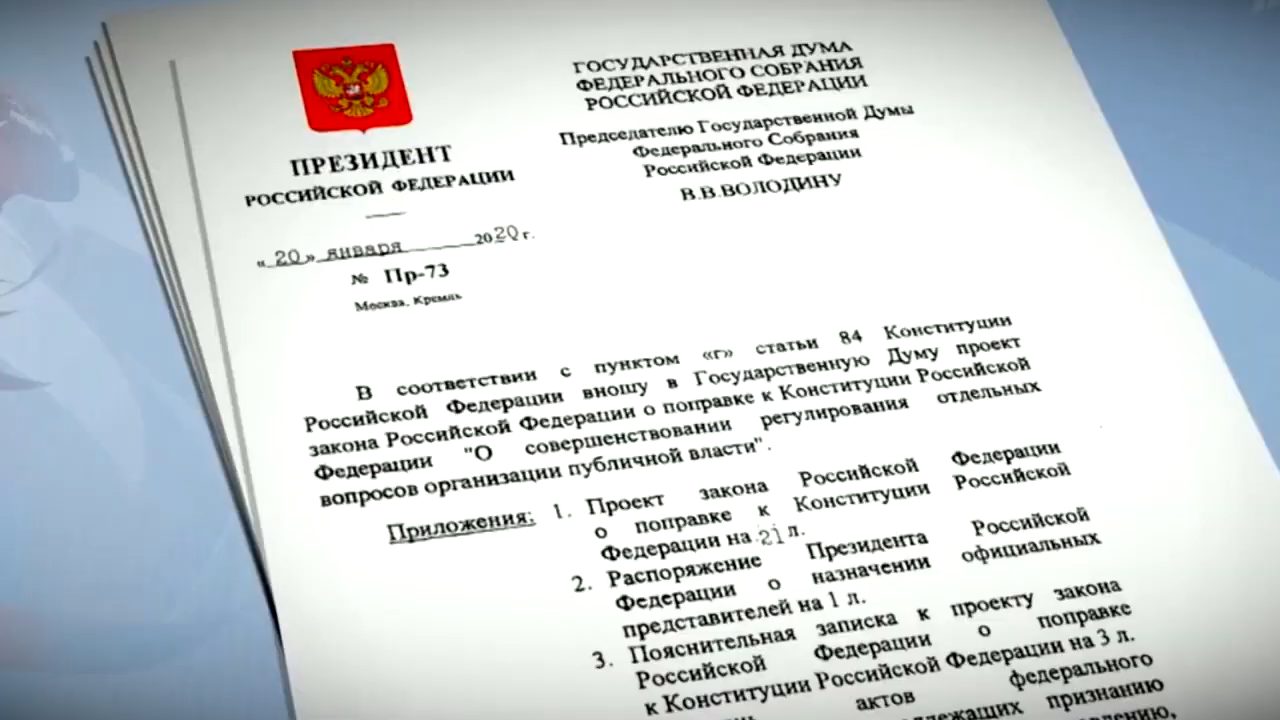 ПРЕЗИДЕНТ
РОССИЙСКОЙ ФЕДЕРАЦИИ
« 20 » января 2020 г.
№ Пр-73
Москва, Кремль
ГОСУДАРСТВЕННАЯ ДУМА
ФЕДЕРАЛЬНОГО СОБРАНИЯ
РОССИЙСКОЙ ФЕДЕРАЦИИ
Председателю Государственной Думы
Федерального Собрания
Российской Федерации
В.В.ВОЛОДИНУ
В соответствии с пунктом «г» статьи 84 Конституции
Российской Федерации вношу в Государственную Думу проект
закона Российской Федерации о поправке к Конституции Российской
Федерации "О совершенствовании регулирования отдельных
вопросов организации публичной власти".
Приложения: 1. Проект закона Российской Федерации
о поправке к Конституции Российской
Федерации на 21 л.
2. Распоряжение Президента Российской
Федерации о назначении официальных
представителей на 1 л.
3. Пояснительная записка к проекту закона
Российской Федерации о поправке
к Конституции Российской Федерации на 3 л.
актов федерального
признанию